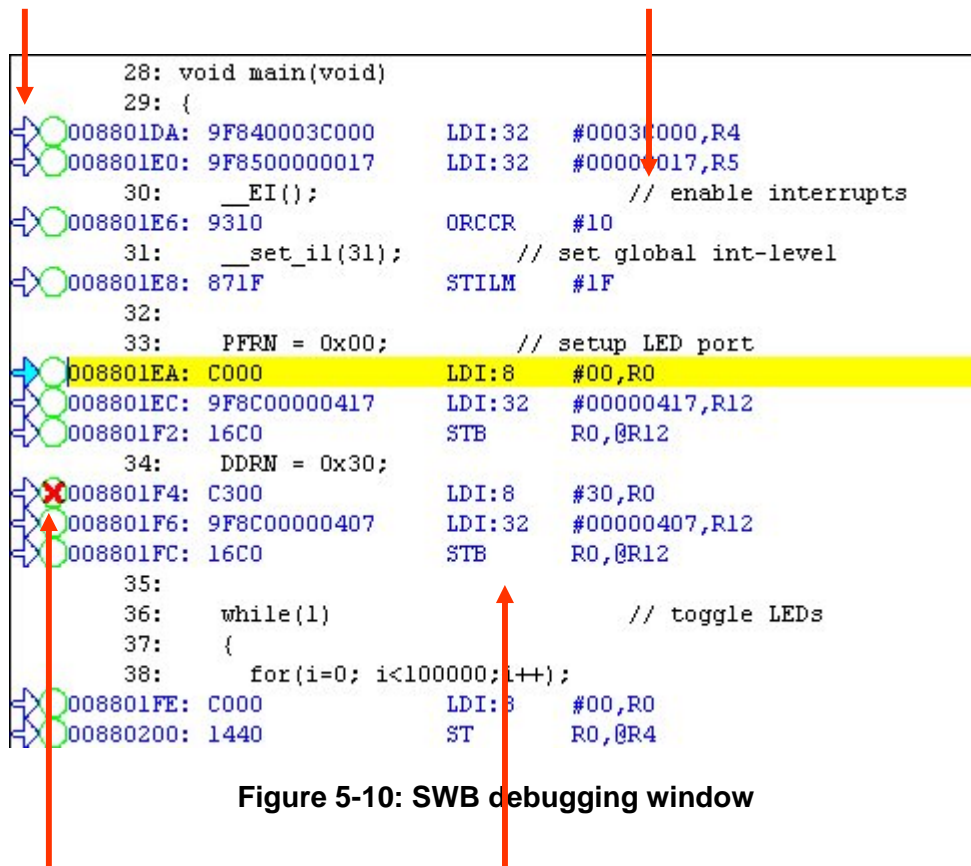 28: void main(void)
29: {
008801DA: 9F840003C000 LDI:32 #0003C000,R4
008801E0: 9F8500000017 LDI:32 #00000017,R5
30: __EI(); // enable interrupts
008801E6: 9310 ORCCR #10
31: __set_il(31); // set global int-level
008801E8: 871F STILM #1F
32:
33: PFRN = 0x00; // setup LED port
008801EA: C000 LDI:8 #00,R0
008801EC: 9F8C00000417 LDI:32 #00000417,R12
008801F2: 16C0 STB R0,@R12
34: DDRN = 0x30;
008801F4: C300 LDI:8 #30,R0
008801F6: 9F8C00000407 LDI:32 #00000407,R12
008801FC: 16C0 STB R0,@R12
35:
36: while(1) // toggle LEDs
37: {
38: for(i=0; i<100000;i++);
008801FE: C000 LDI:8 #00,R0
00880200: 1440 ST R0,@R4
Figure 5-10: SWB debugging window